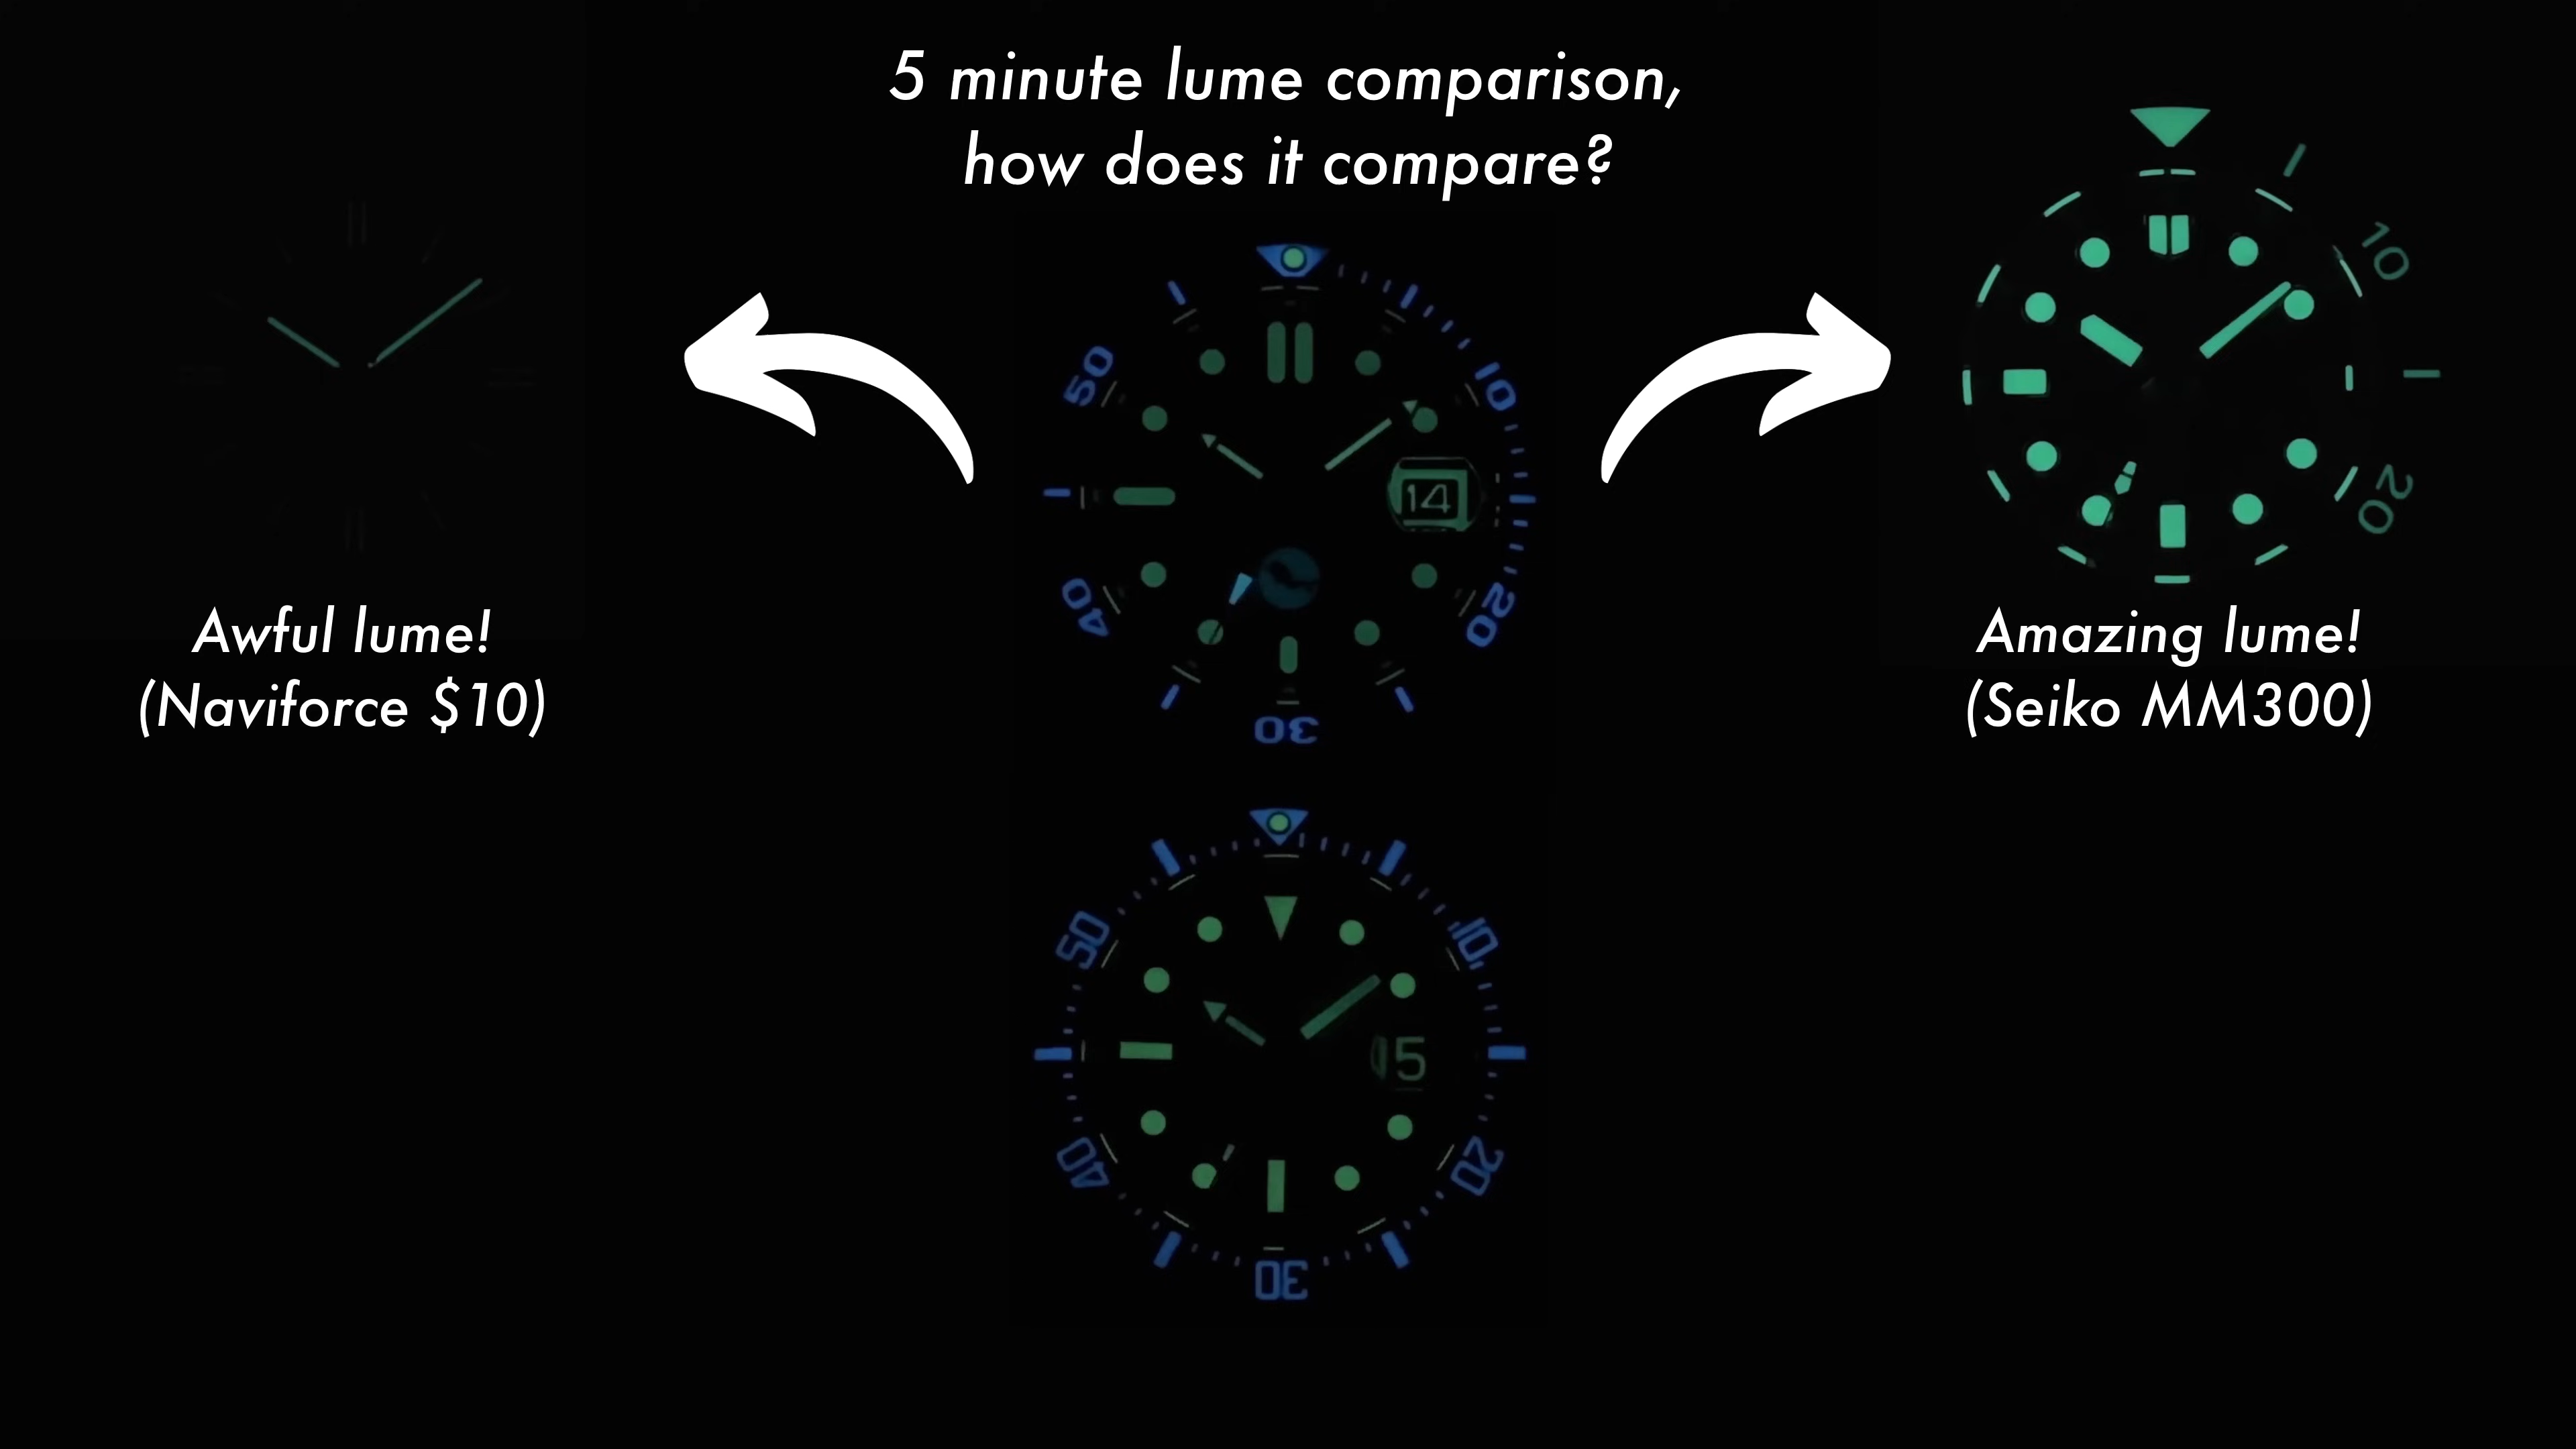 5 minute lume comparison,
how does it compare?
Awful lume!
(Naviforce $10)
Amazing lume!
(Seiko MM300)
10
20
50
10
14
40
20
30
50
10
15
40
20
30